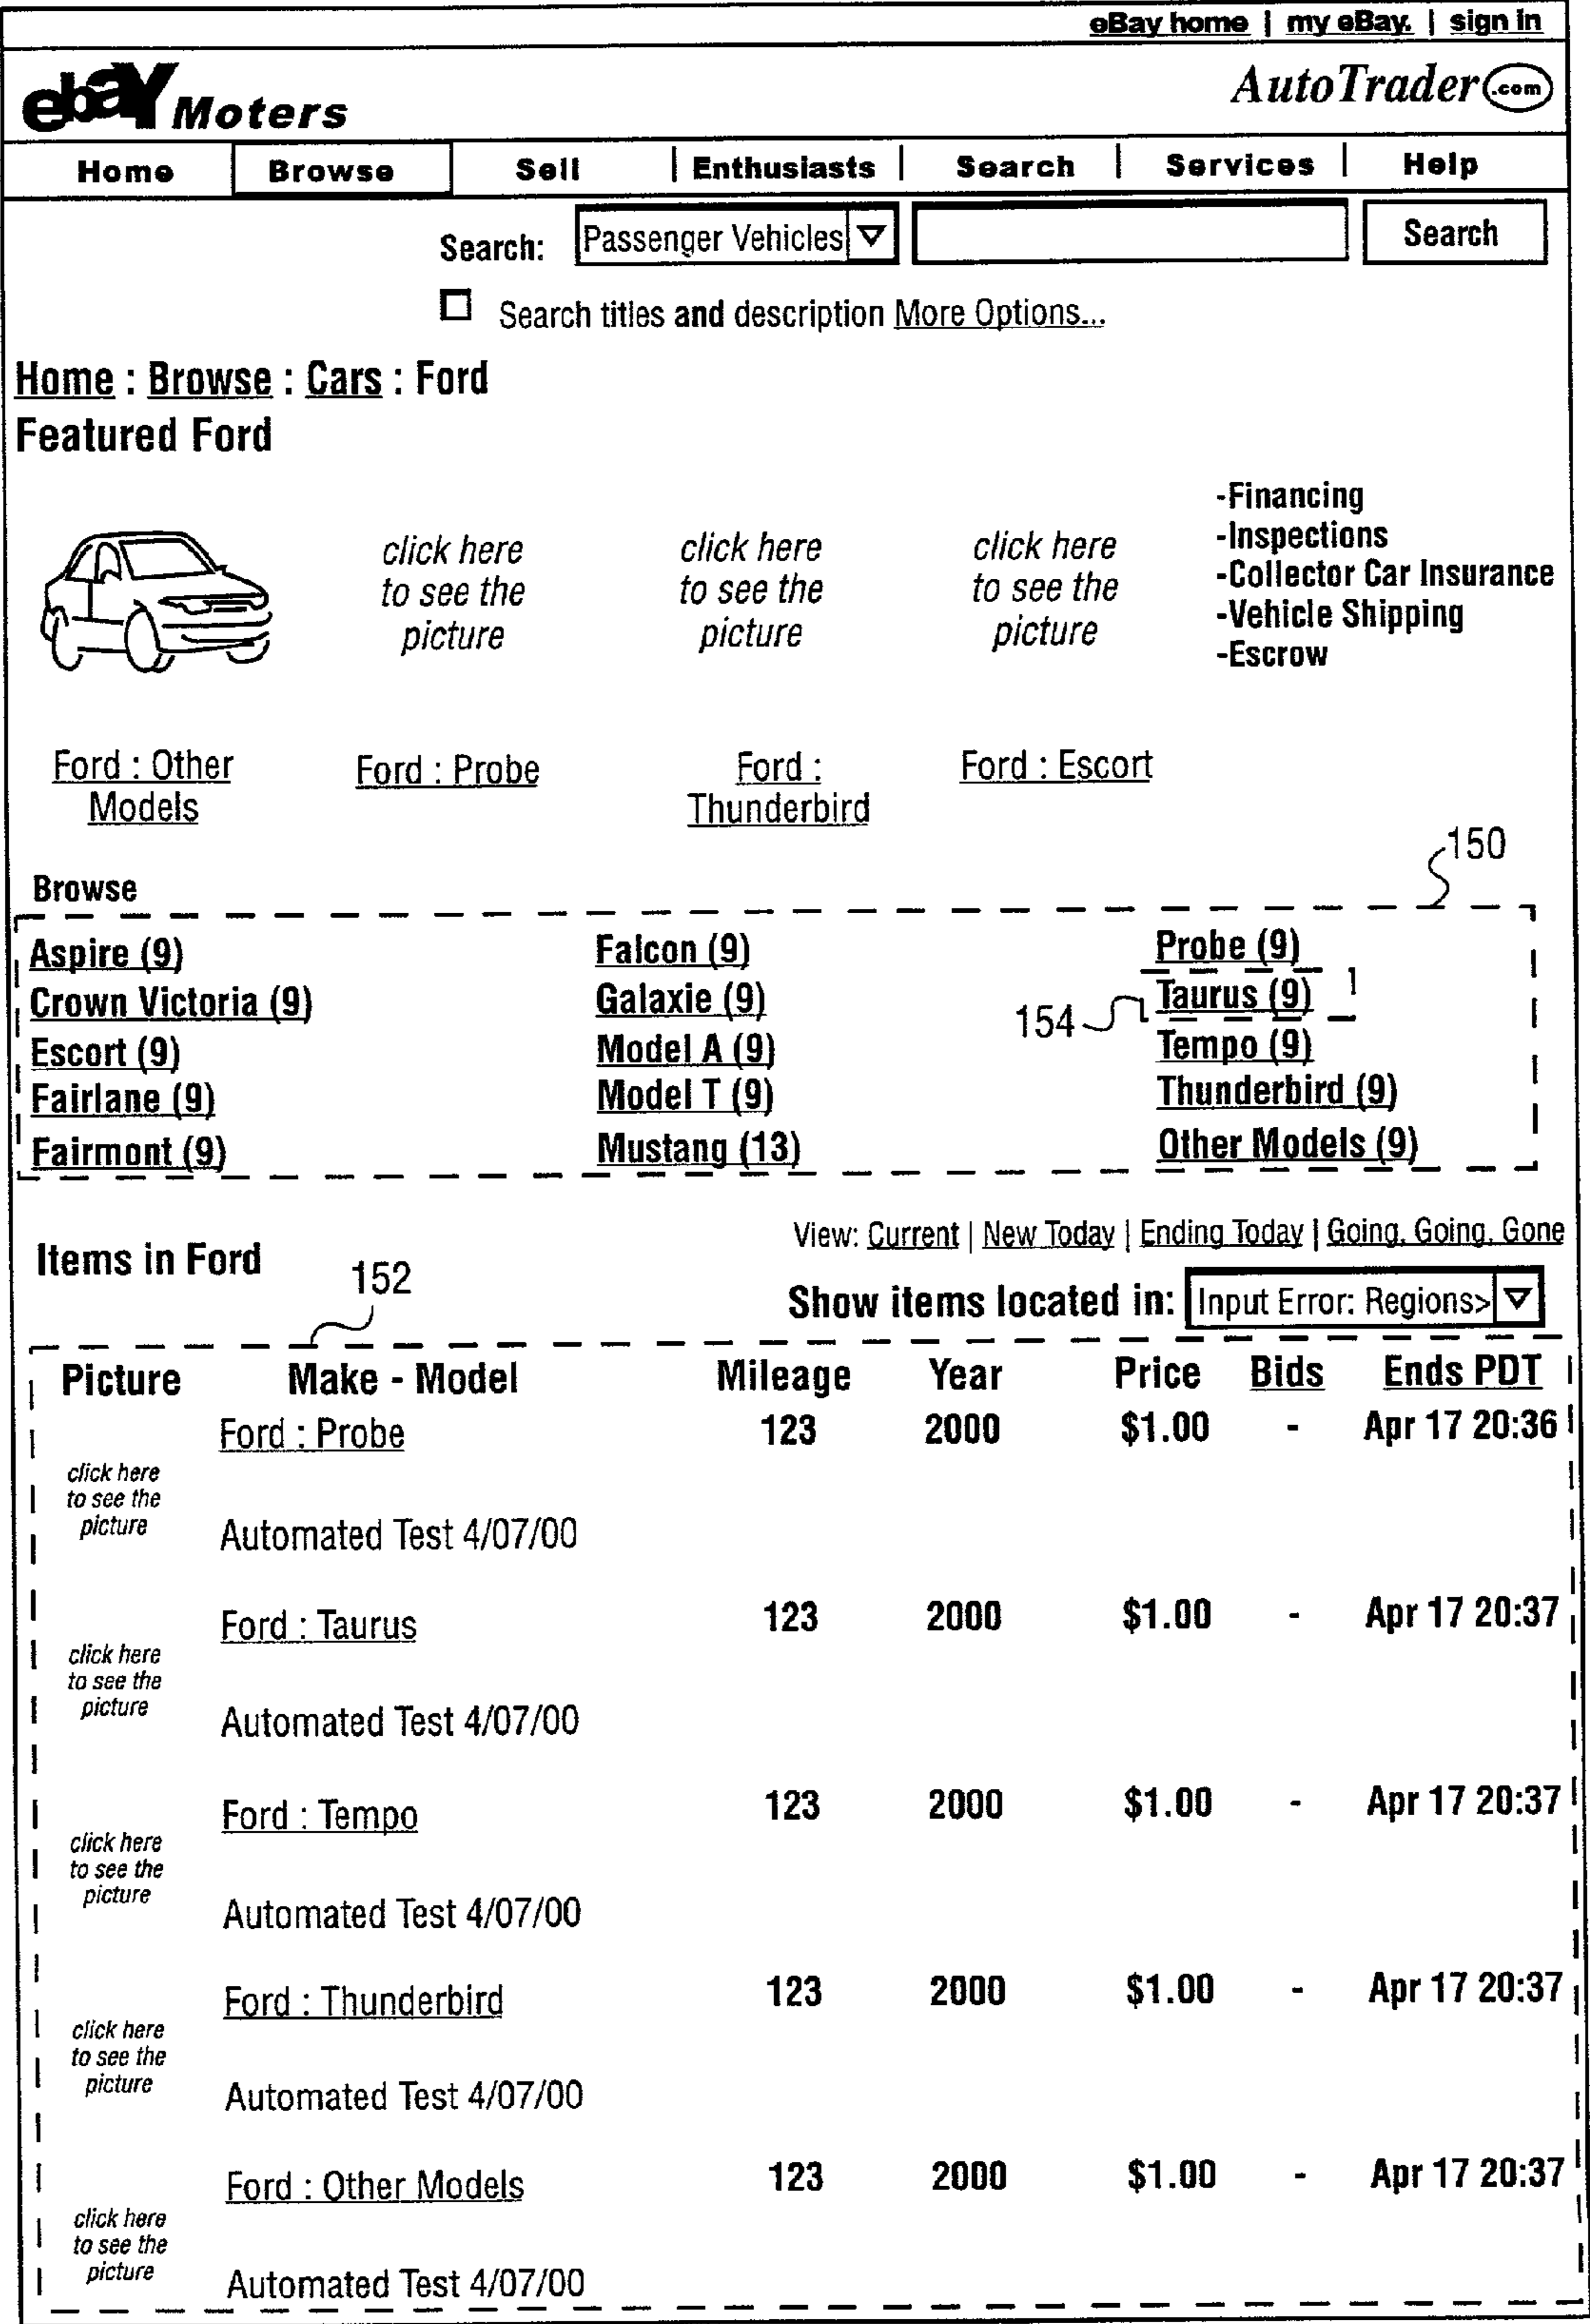 eBay home | my eBay. | sign in
ebaY Moters
AutoTrader .com
Home Browse Sell | Enthusiasts | Search | Services | Help
Search: Passenger Vehicles Search
Search titles and description More Options...
Home : Browse : Cars : Ford
Featured Ford
click here to see the picture
click here to see the picture
click here to see the picture
-Financing
-Inspections
-Collector Car Insurance
-Vehicle Shipping
-Escrow
Ford : Other Models
Ford : Probe
Ford : Thunderbird
Ford : Escort
150
Browse
Aspire (9) Falcon (9) Probe (9)
Crown Victoria (9) Galaxie (9) 154 Taurus (9)
Escort (9) Model A (9) Tempo (9)
Fairlane (9) Model T (9) Thunderbird (9)
Fairmont (9) Mustang (13) Other Models (9)
View: Current | New Today | Ending Today | Going, Going, Gone
Items in Ford
152
Show items located in: Input Error: Regions>
Picture Make - Model Mileage Year Price Bids Ends PDT
Ford : Probe 123 2000 $1.00 - Apr 17 20:36
click here
to see the
picture
Automated Test 4/07/00
Ford : Taurus 123 2000 $1.00 - Apr 17 20:37
click here
to see the
picture
Automated Test 4/07/00
Ford : Tempo 123 2000 $1.00 - Apr 17 20:37
click here
to see the
picture
Automated Test 4/07/00
Ford : Thunderbird 123 2000 $1.00 - Apr 17 20:37
click here
to see the
picture
Automated Test 4/07/00
Ford : Other Models 123 2000 $1.00 - Apr 17 20:37
click here
to see the
picture
Automated Test 4/07/00